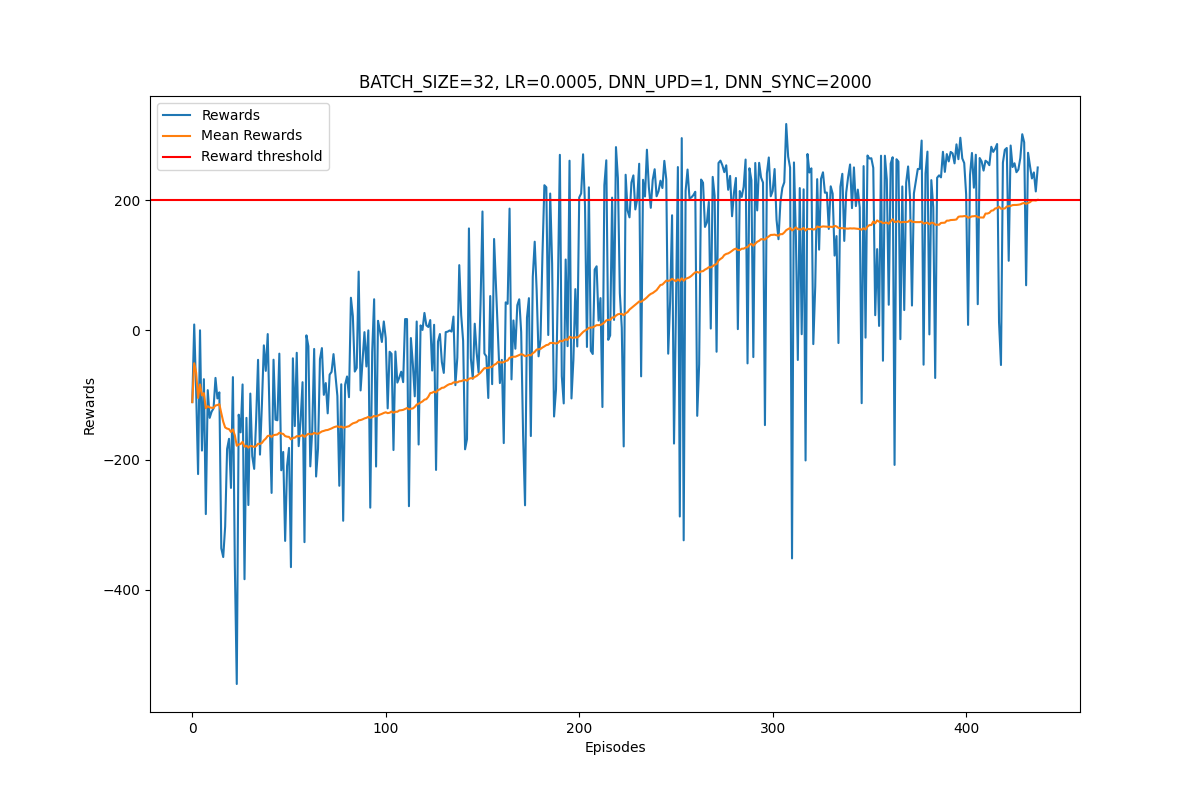 BATCH_SIZE=32, LR=0.0005, DNN_UPD=1, DNN_SYNC=2000
Rewards
Mean Rewards
Reward threshold
200
0
−200
−400
Rewards
0
100
200
300
400
Episodes